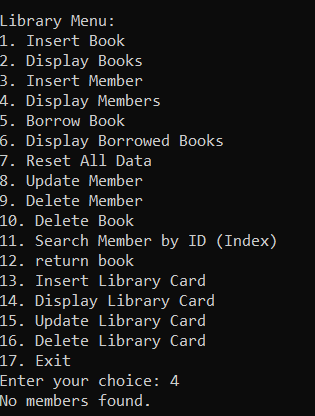 Library Menu:
1. Insert Book
2. Display Books
3. Insert Member
4. Display Members
5. Borrow Book
6. Display Borrowed Books
7. Reset All Data
8. Update Member
9. Delete Member
10. Delete Book
11. Search Member by ID (Index)
12. return book
13. Insert Library Card
14. Display Library Card
15. Update Library Card
16. Delete Library Card
17. Exit
Enter your choice: 4
No members found.